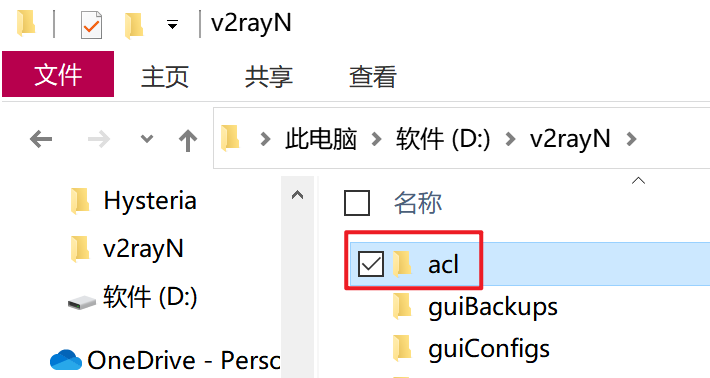 v2rayN
文件 主页 共享 查看
此电脑 软件 (D:) v2rayN
Hysteria
v2rayN
软件 (D:)
OneDrive - Persc
名称
acl
guiBackups
guiConfigs